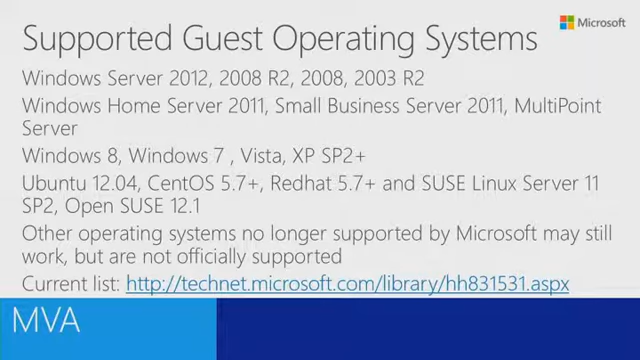 Supported Guest Operating Systems
Microsoft
Windows Server 2012, 2008 R2, 2008, 2003 R2
Windows Home Server 2011, Small Business Server 2011, MultiPoint
Server
Windows 8, Windows 7 , Vista, XP SP2+
Ubuntu 12.04, CentOS 5.7+, Redhat 5.7+ and SUSE Linux Server 11
SP2, Open SUSE 12.1
Other operating systems no longer supported by Microsoft may still
work, but are not officially supported
Current list: http://technet.microsoft.com/library/hh831531.aspx
MVA